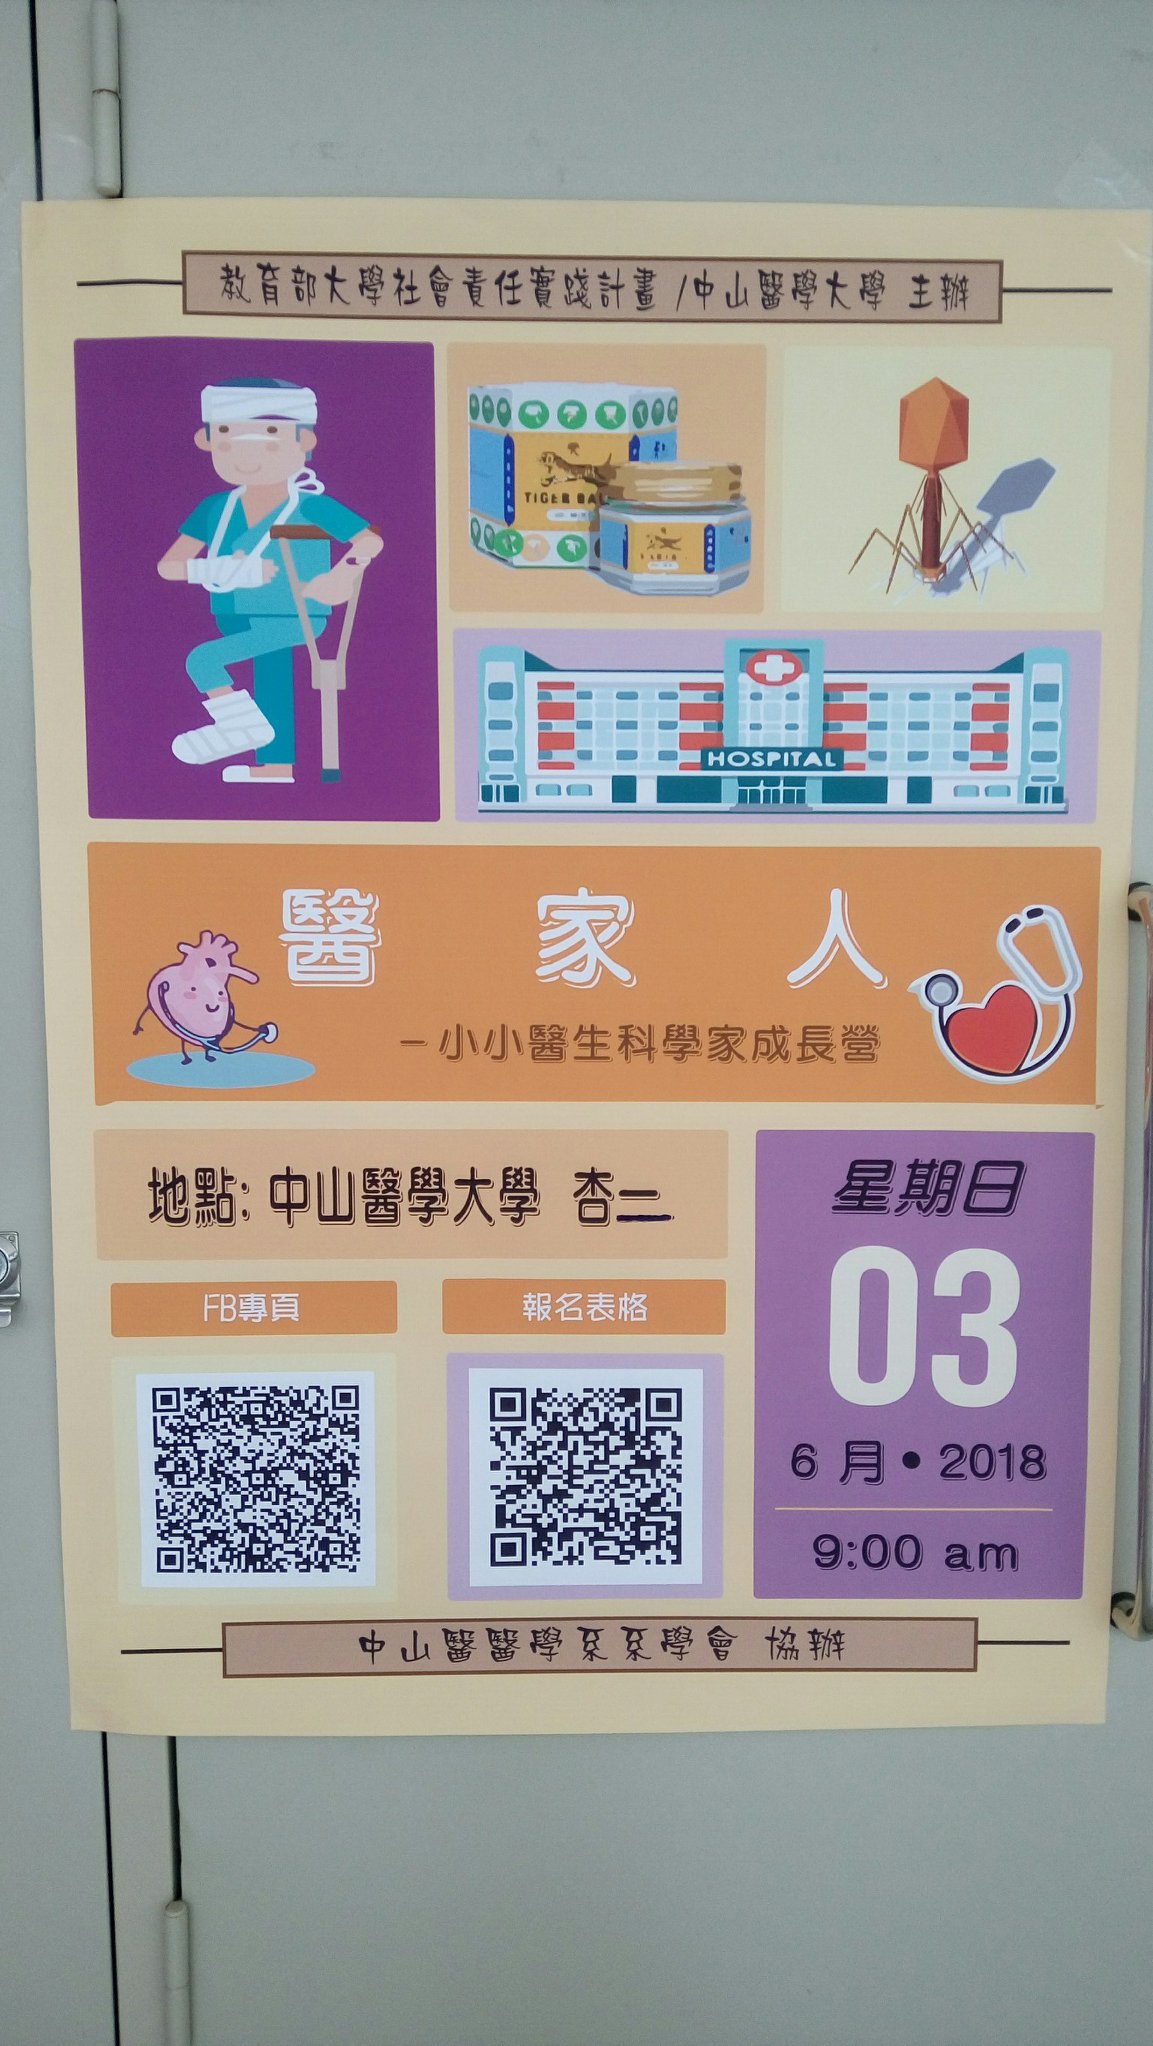 教育部大學社會責任實踐計畫/中山醫學大學 主辦
TIGER BA
HOSPITAL
醫 家 人
－小小醫生科學家成長營
地點: 中山醫學大學 杏一
星期日
03
6 月 • 2018
9:00 am
FB專頁
報名表格
中山醫醫學系系學會 協辦